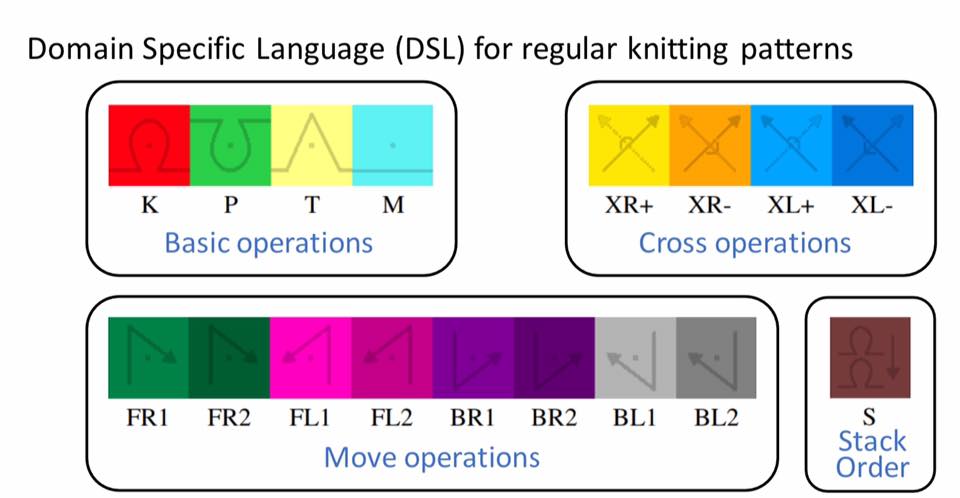 Domain Specific Language (DSL) for regular knitting patterns
K P T M
Basic operations
XR+ XR- XL+ XL-
Cross operations
FR1 FR2 FL1 FL2 BR1 BR2 BL1 BL2
Move operations
S
Stack
Order